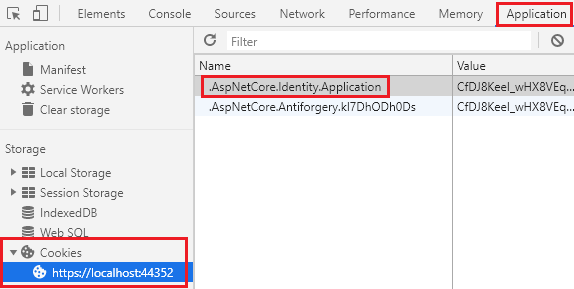 Elements Console Sources Network Performance Memory Application
Application
Manifest
Service Workers
Clear storage
Storage
Local Storage
Session Storage
IndexedDB
Web SQL
Cookies
https://localhost:44352
Filter
Name Value
.AspNetCore.Identity.Application CfDJ8Keel_wHX8VEq...
.AspNetCore.Antiforgery.kI7DhODh0Ds CfDJ8Keel_wHX8VEq...